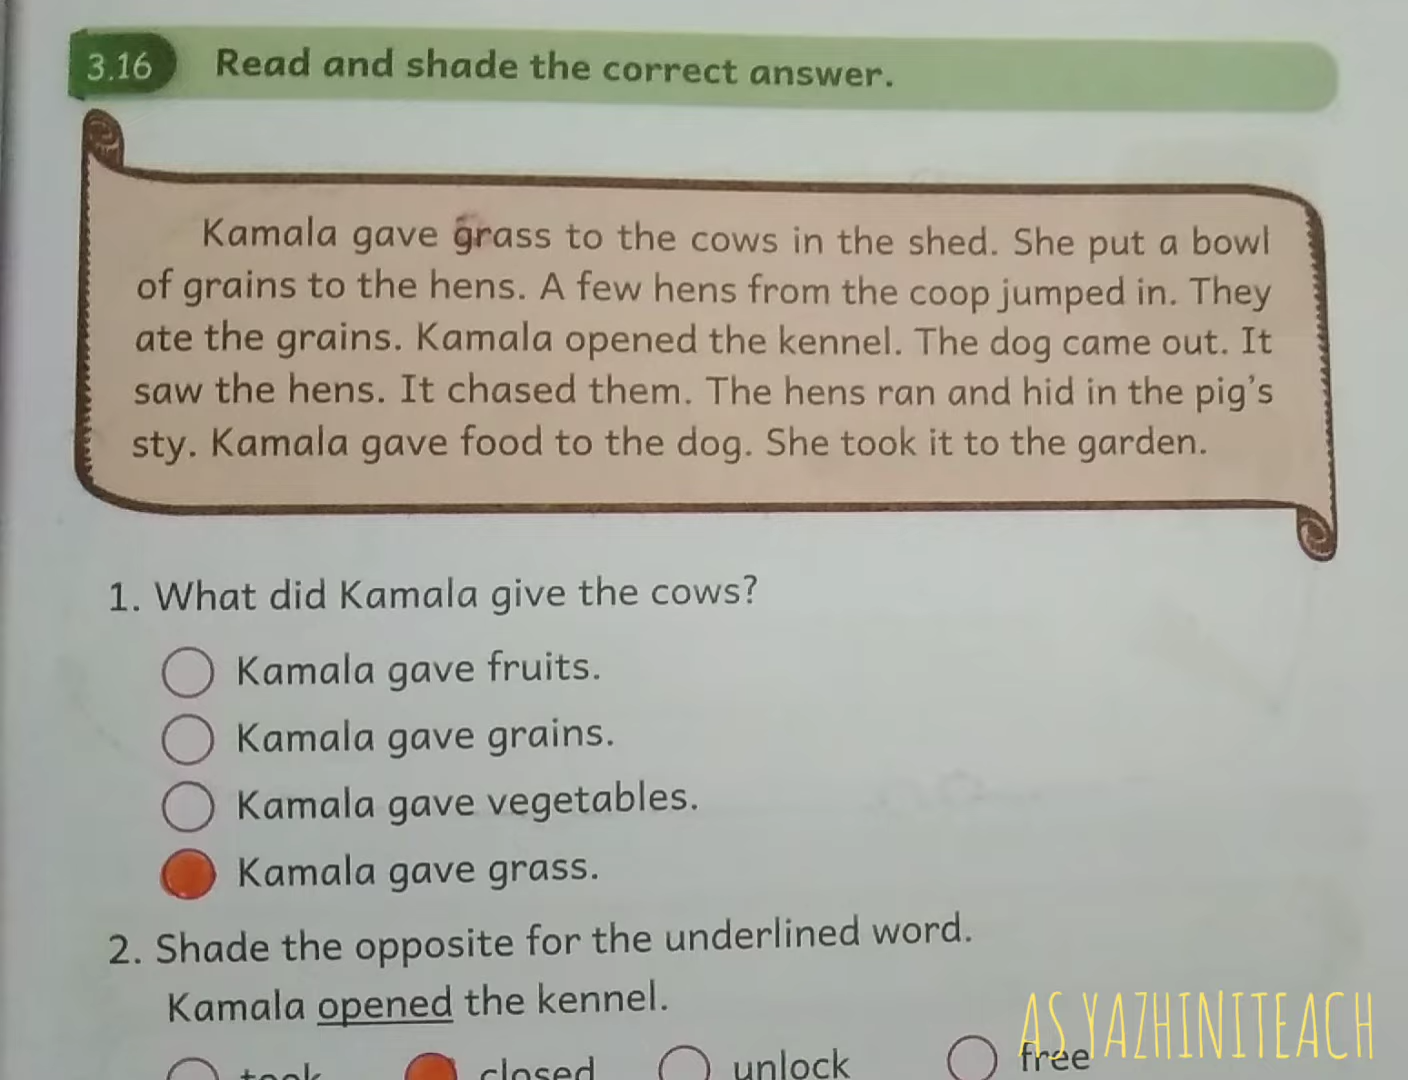 3.16 Read and shade the correct answer.
Kamala gave grass to the cows in the shed. She put a bowl
of grains to the hens. A few hens from the coop jumped in. They
ate the grains. Kamala opened the kennel. The dog came out. It
saw the hens. It chased them. The hens ran and hid in the pig's
sty. Kamala gave food to the dog. She took it to the garden.
1. What did Kamala give the cows?
Kamala gave fruits.
Kamala gave grains.
Kamala gave vegetables.
Kamala gave grass.
2. Shade the opposite for the underlined word.
Kamala opened the kennel.
took closed unlock free
AS YAZHINITEACH